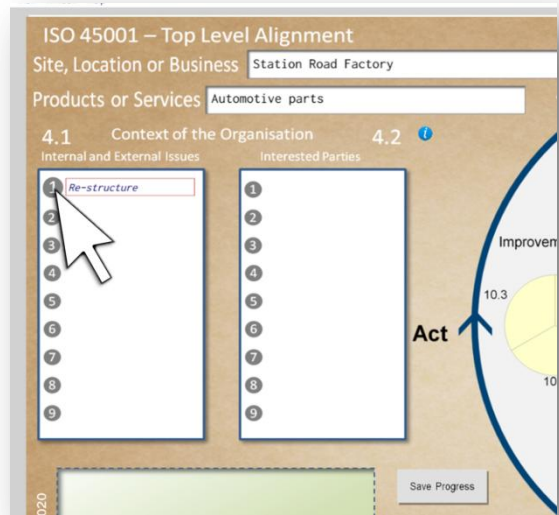 ISO 45001 – Top Level Alignment
Site, Location or Business Station Road Factory
Products or Services Automotive parts
4.1 Context of the Organisation 4.2 i
Internal and External Issues Interested Parties
1 Re-structure 1
2 2
3 3
4 4
5 5
6 6
7 7
8 8
9 9
10.3
Act
10
Save Progress